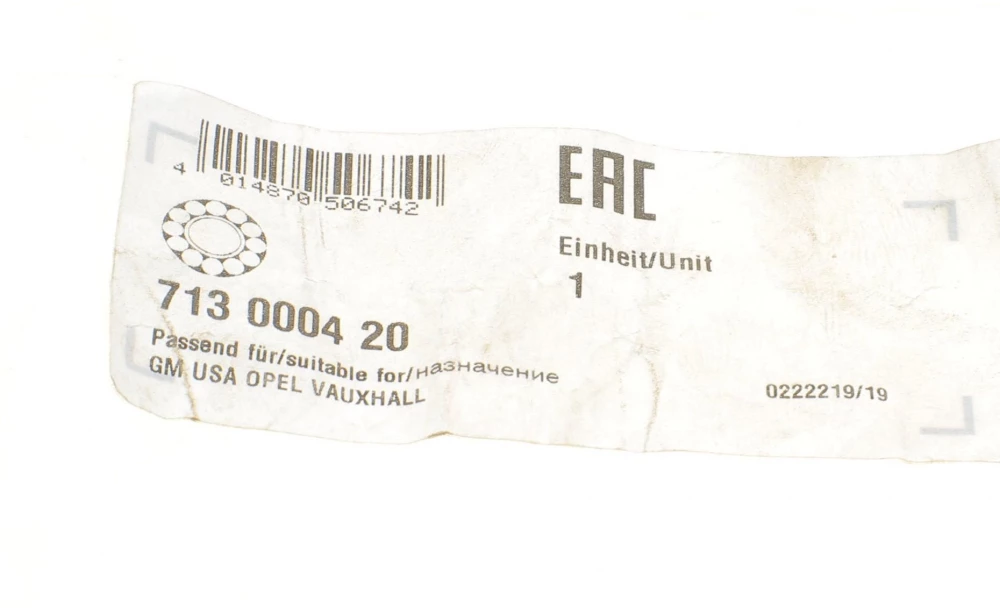 4 014870 506742
713 0004 20
Passend für/suitable for/назначение
GM USA OPEL VAUXHALL
EAC
Einheit/Unit
1
0222219/19